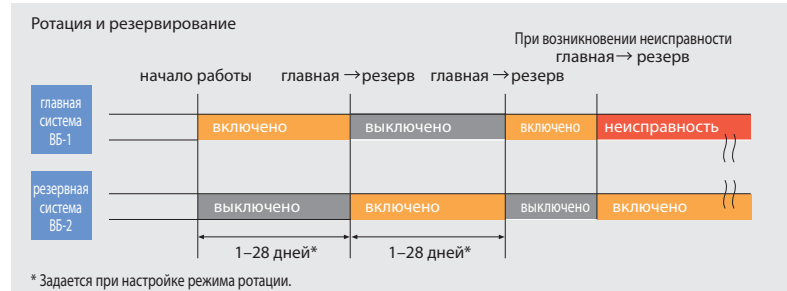 Ротация и резервирование
При возникновении неисправности
главная → резерв
начало работы главная → резерв главная → резерв
главная
система
ВБ-1
включено выключено включено неисправность
резервная
система
ВБ-2
выключено включено выключено включено
1–28 дней* 1–28 дней*
* Задается при настройке режима ротации.